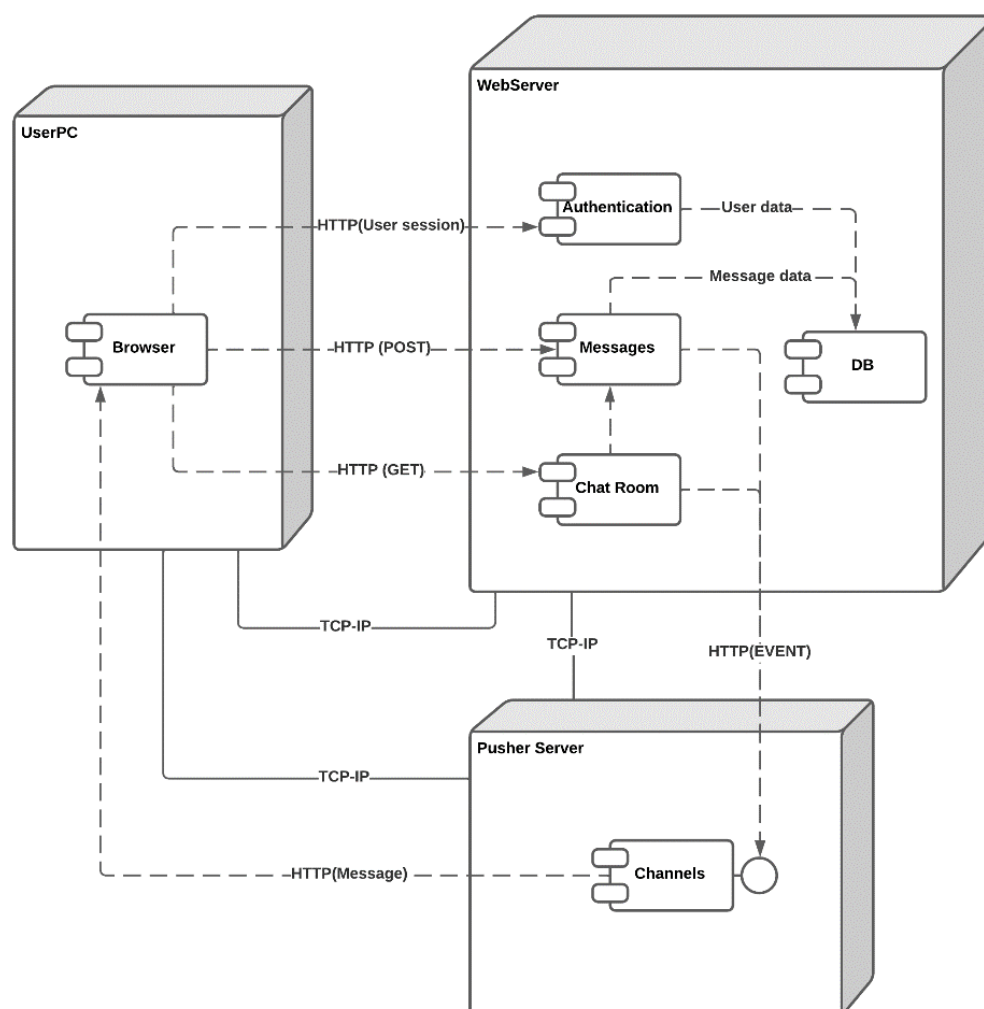 WebServer
UserPC
Authentication
User data
HTTP(User session)
Message data
Browser
HTTP (POST)
Messages
DB
HTTP (GET)
Chat Room
TCP-IP
TCP-IP
HTTP(EVENT)
Pusher Server
TCP-IP
HTTP(Message)
Channels